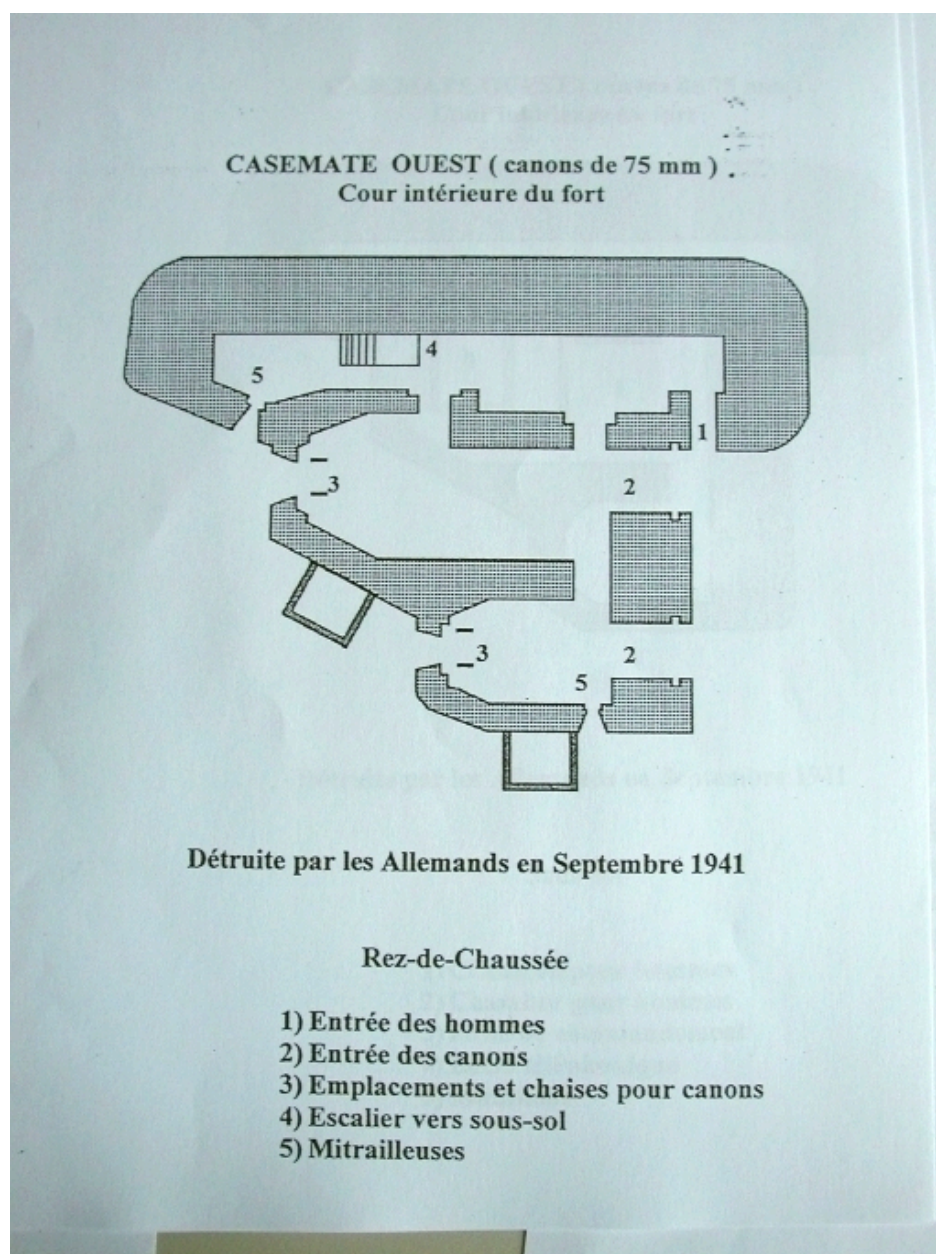 CASEMATE OUEST ( canons de 75 mm )
Cour intérieure du fort
4
5
1
3
2
3
2
5
Détruite par les Allemands en Septembre 1941
Rez-de-Chaussée
1) Entrée des hommes
2) Entrée des canons
3) Emplacements et chaises pour canons
4) Escalier vers sous-sol
5) Mitrailleuses